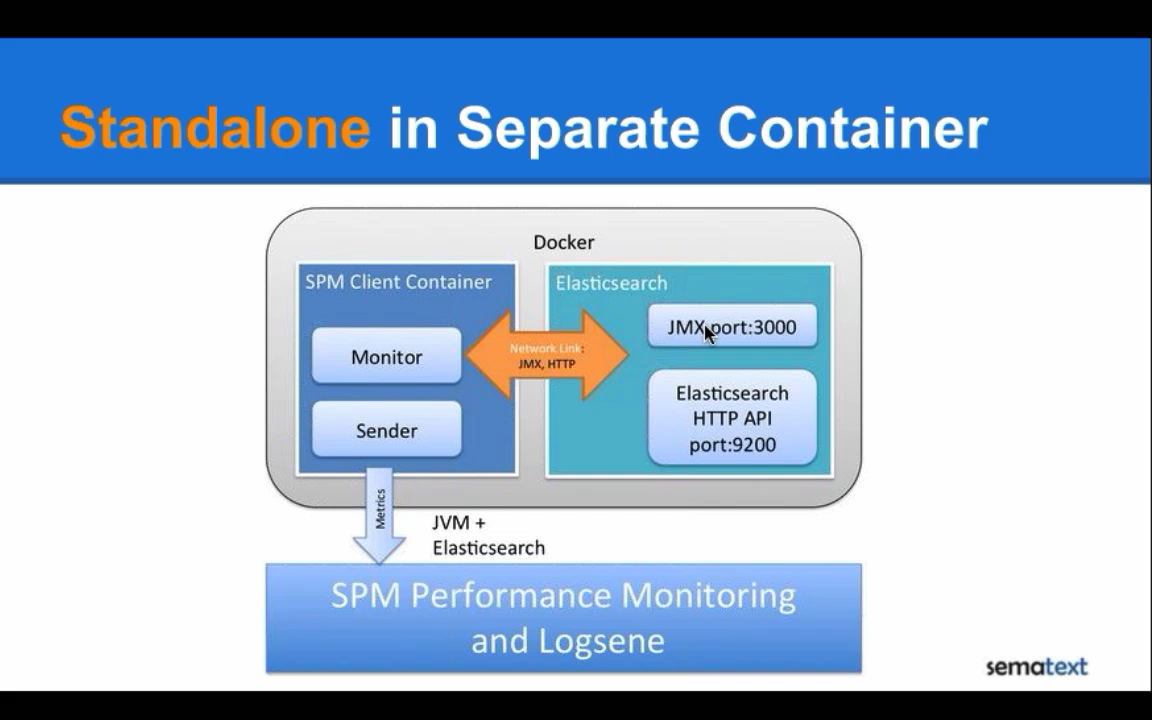 Standalone in Separate Container
Docker
SPM Client Container
Monitor
Sender
Network Link:
JMX, HTTP
Elasticsearch
JMX port:3000
Elasticsearch
HTTP API
port:9200
Metrics
JVM +
Elasticsearch
SPM Performance Monitoring
and Logsene
sematext